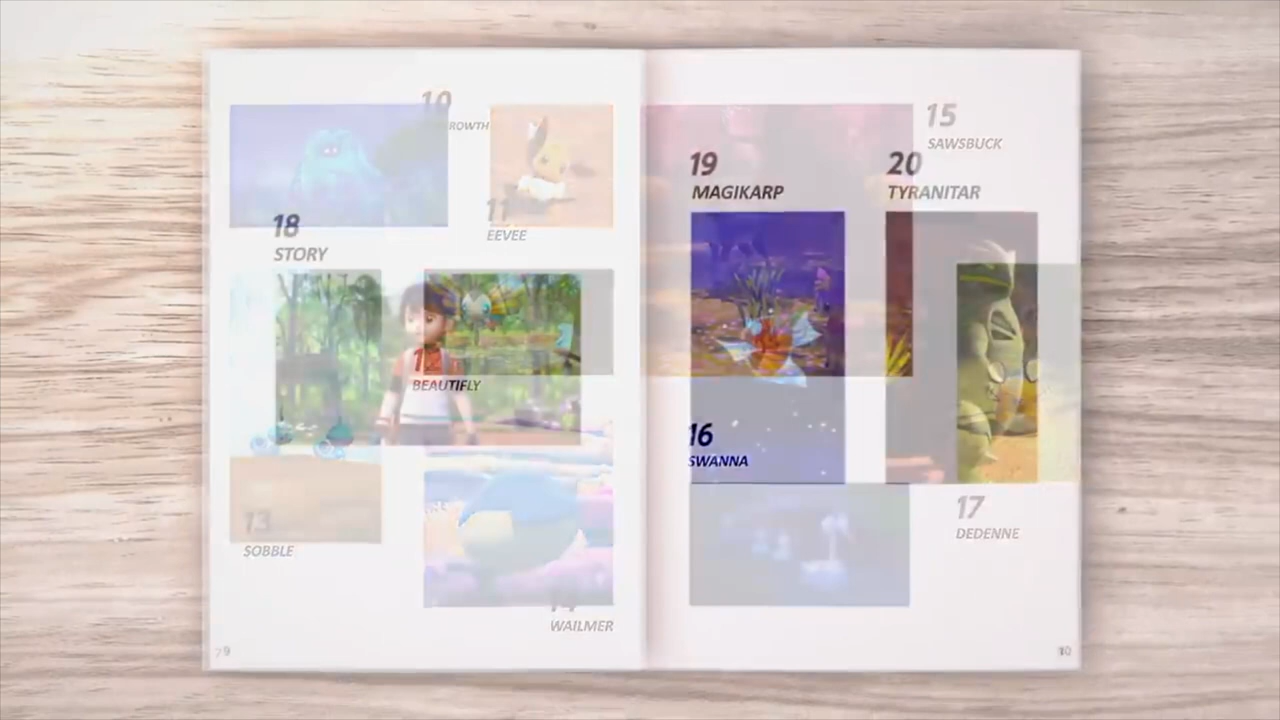 10
11
EEVEE
18
STORY
BEAUTIFLY
13
SOBBLE
14
WAILMER
9
15
SAWSBUCK
19
MAGIKARP
20
TYRANITAR
16
SWANNA
17
DEDENNE